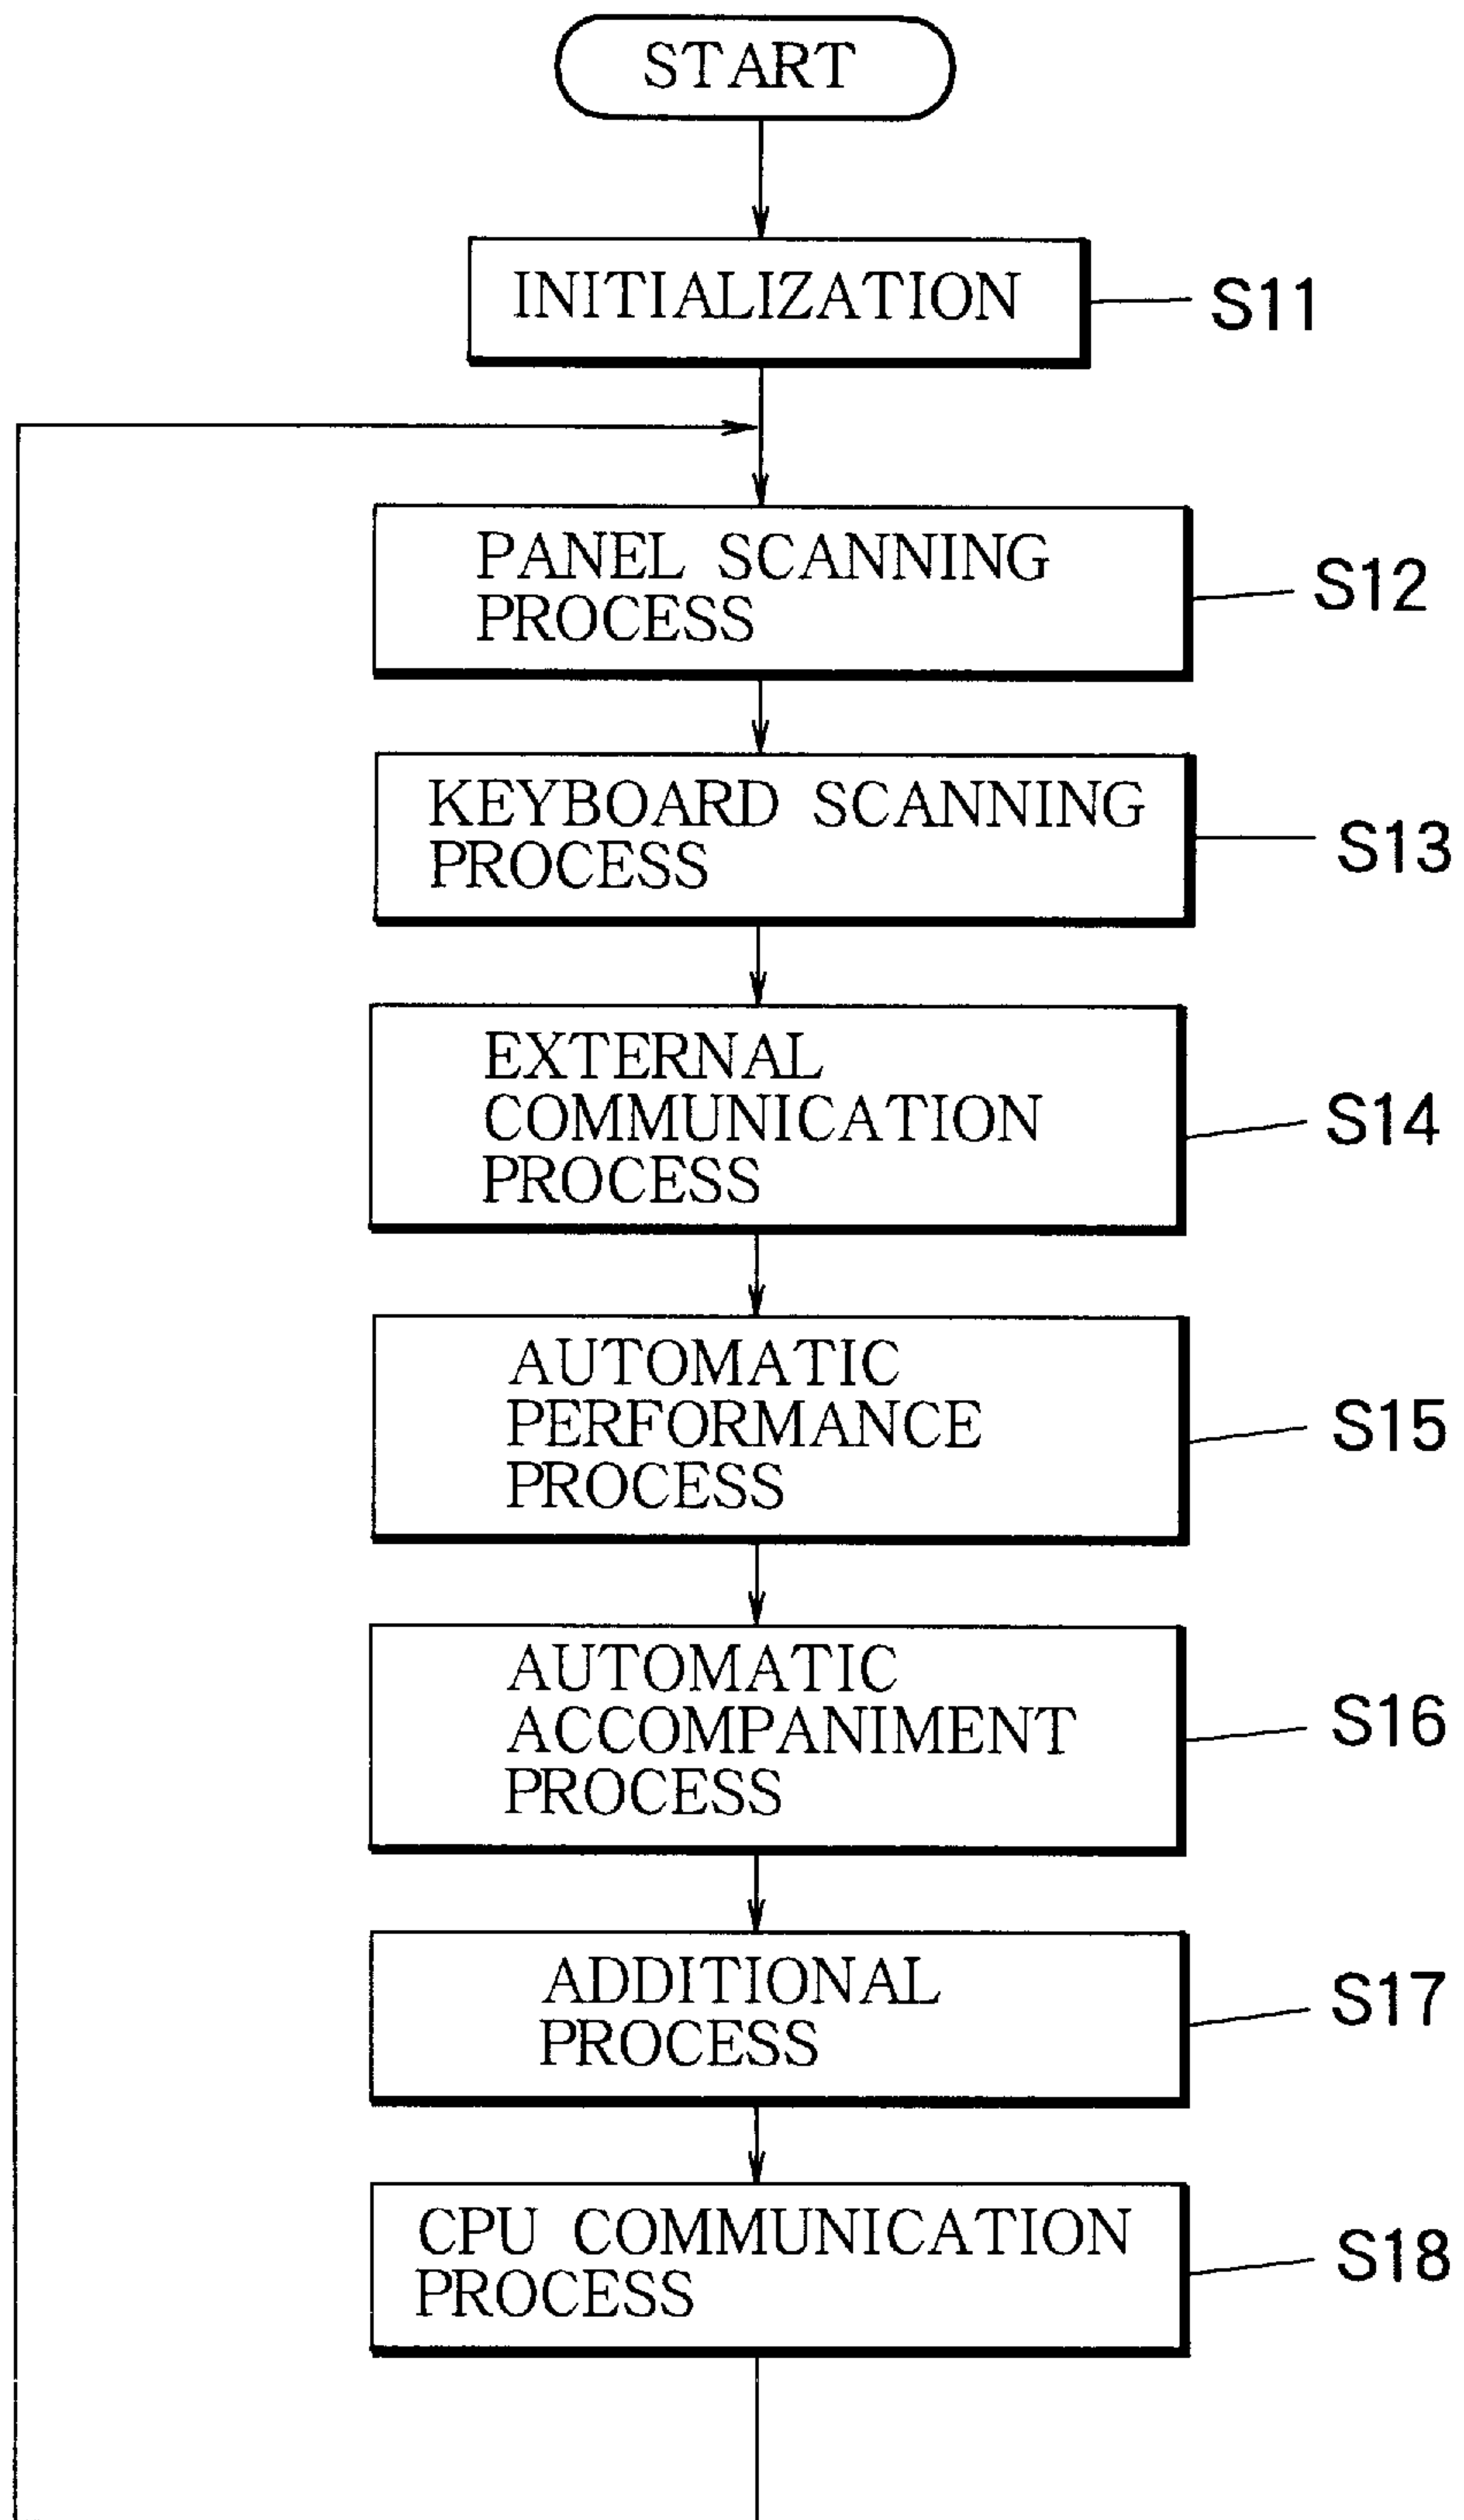 START
INITIALIZATION
S11
PANEL SCANNING
PROCESS
S12
KEYBOARD SCANNING
PROCESS
S13
EXTERNAL
COMMUNICATION
PROCESS
S14
AUTOMATIC
PERFORMANCE
PROCESS
S15
AUTOMATIC
ACCOMPANIMENT
PROCESS
S16
ADDITIONAL
PROCESS
S17
CPU COMMUNICATION
PROCESS
S18